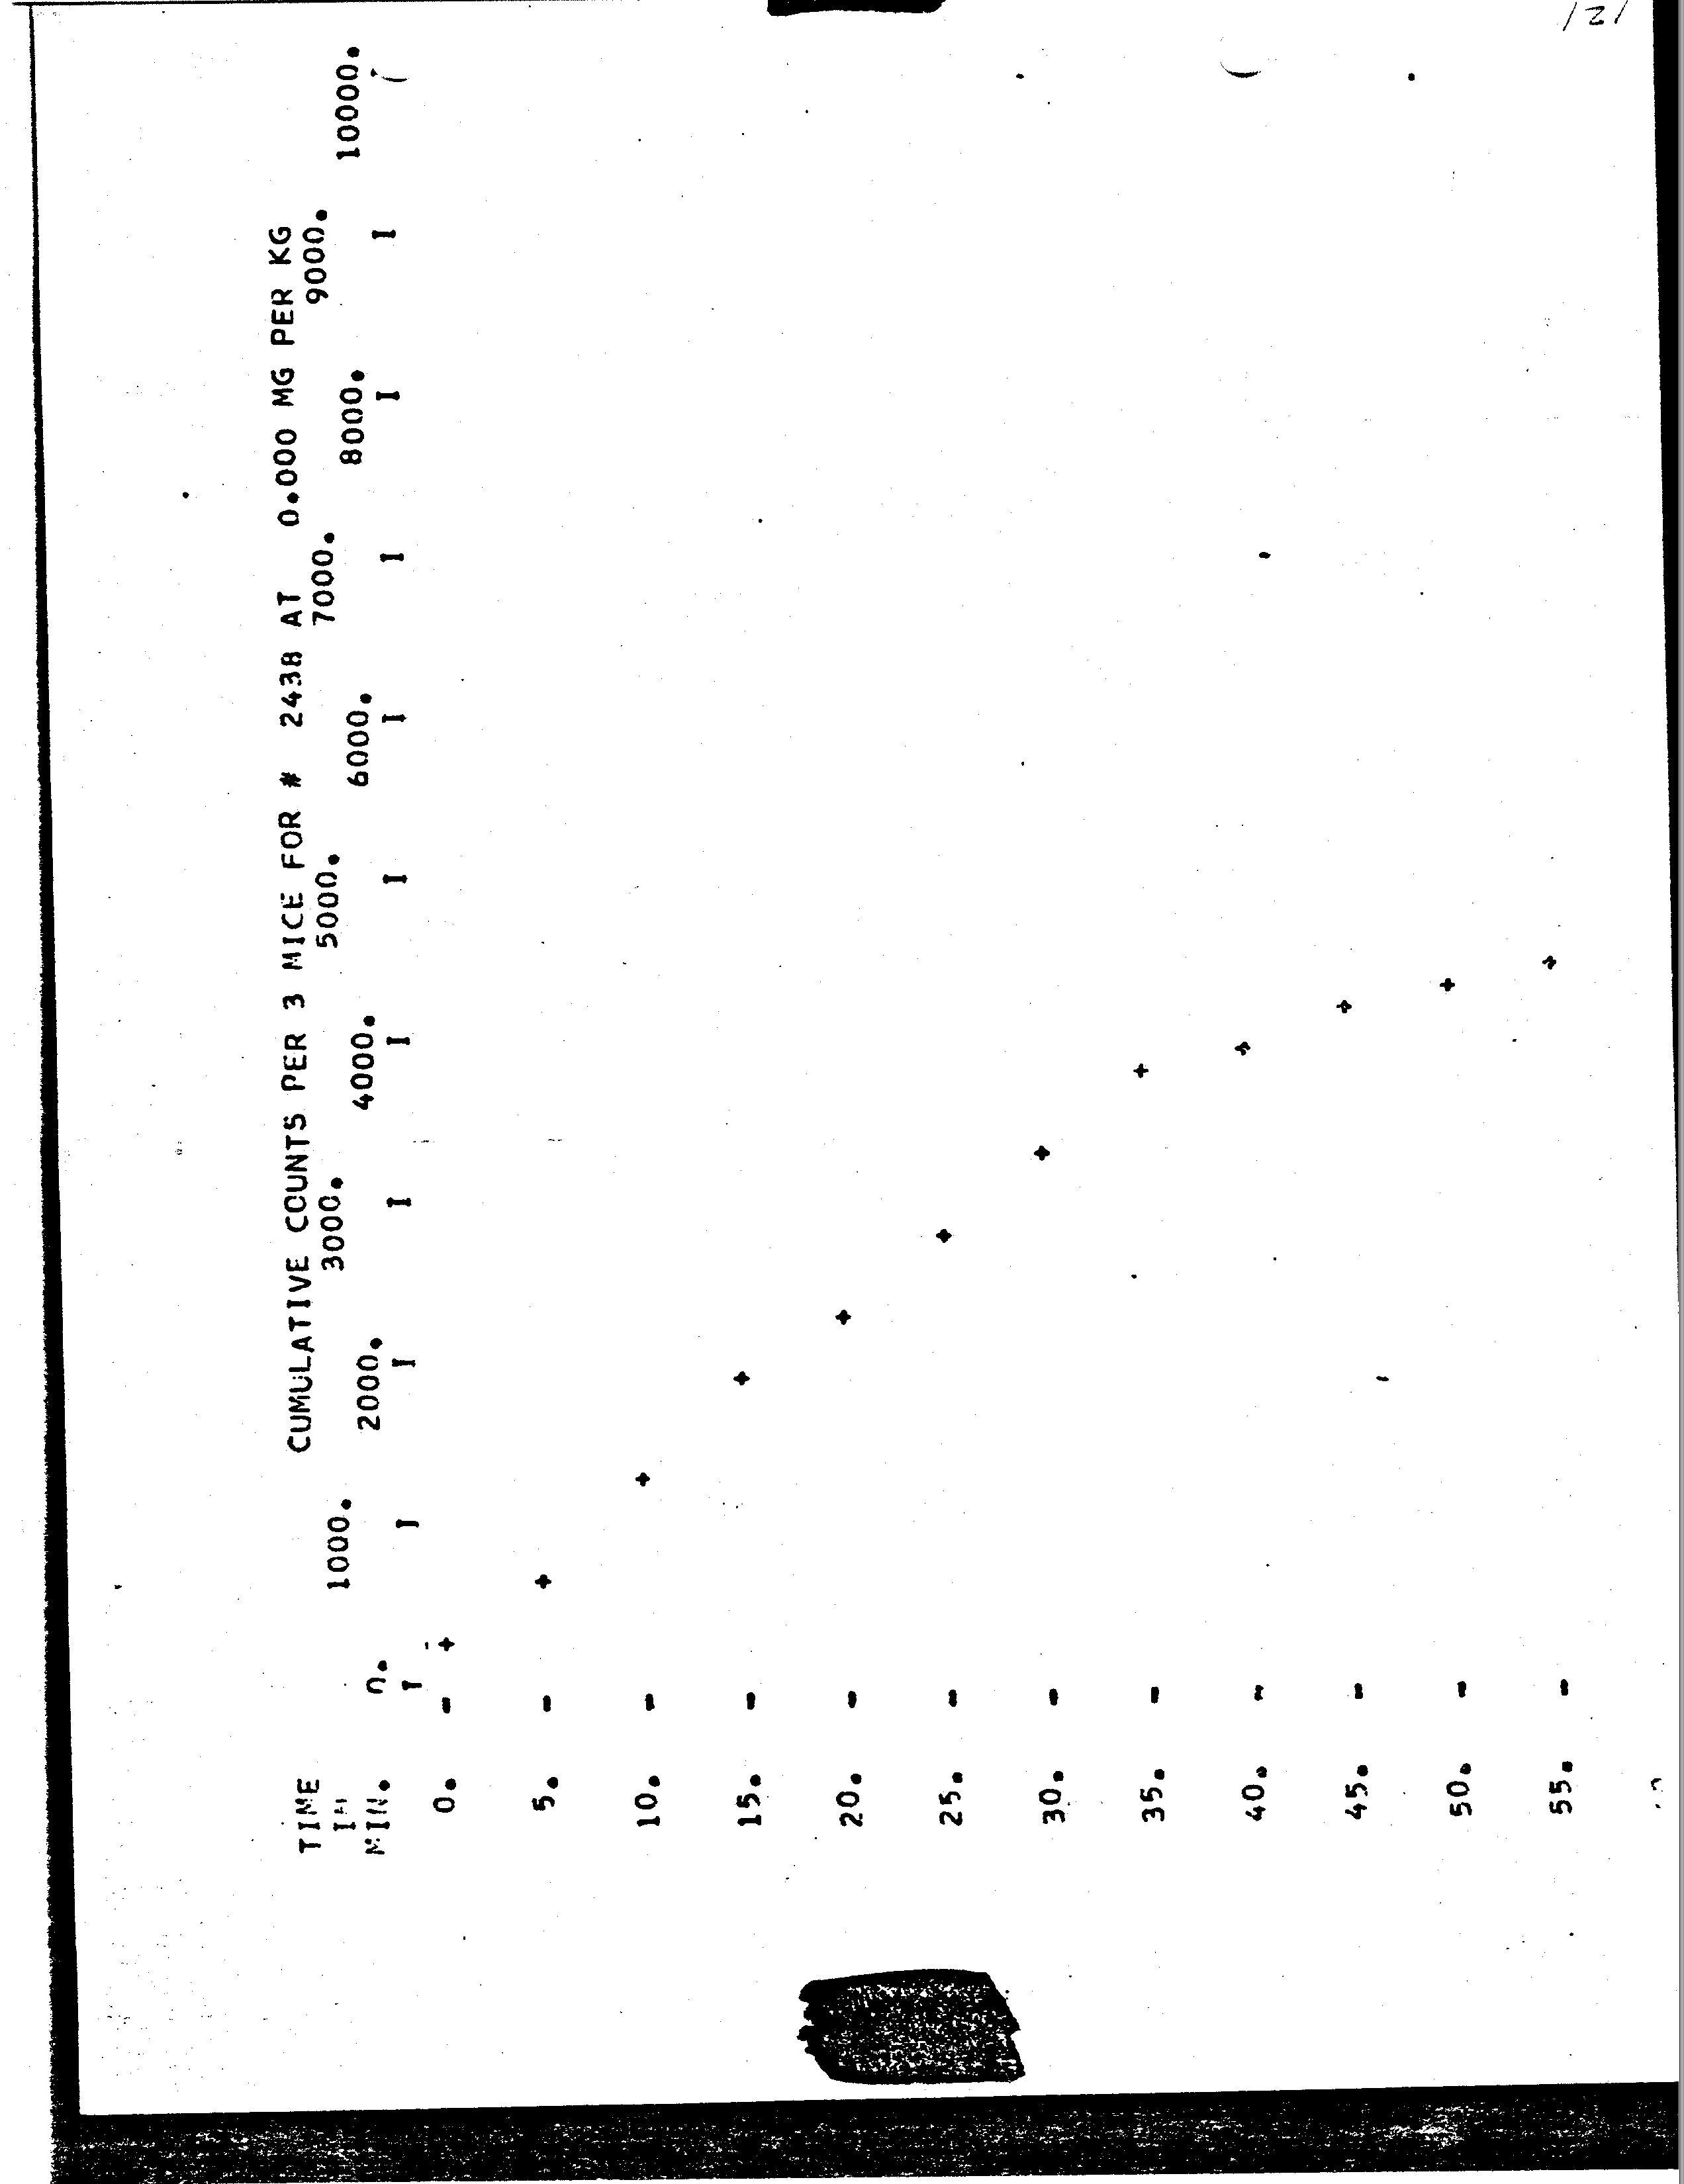 121
CUMULATIVE COUNTS PER 3 MICE FOR # 2438 AT 0.000 MG PER KG
TIME 1000. 3000. 5000. 7000. 9000.
IN
MIN. 0. 2000. 4000. 6000. 8000. 10000.
I I I I I I I I I I
0. - +
5. - +
10. - +
15. - +
20. - +
25. - +
30. - +
35. - +
40. - +
45. - +
50. - +
55. - +